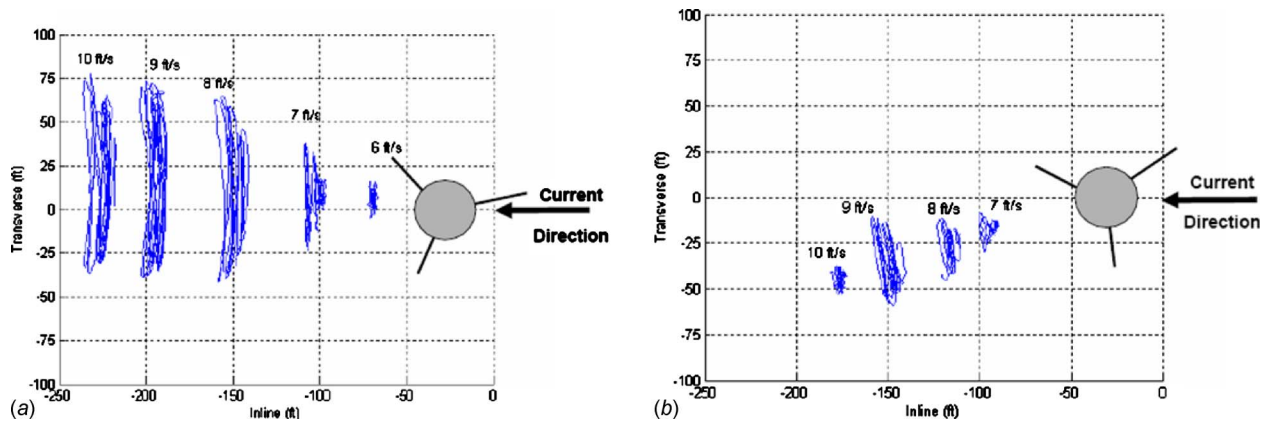 100
75
50
25
0
-25
-50
-75
-100
Transverse (ft)
10 ft/s
9 ft/s
8 ft/s
7 ft/s
6 ft/s
Current
Direction
-250
-200
-150
-100
-50
0
Inline (ft)
(a)
100
75
50
25
0
-25
-50
-75
-100
Transverse (ft)
10 ft/s
9 ft/s
8 ft/s
7 ft/s
Current
Direction
-250
-200
-150
-100
-50
0
Inline (ft)
(b)